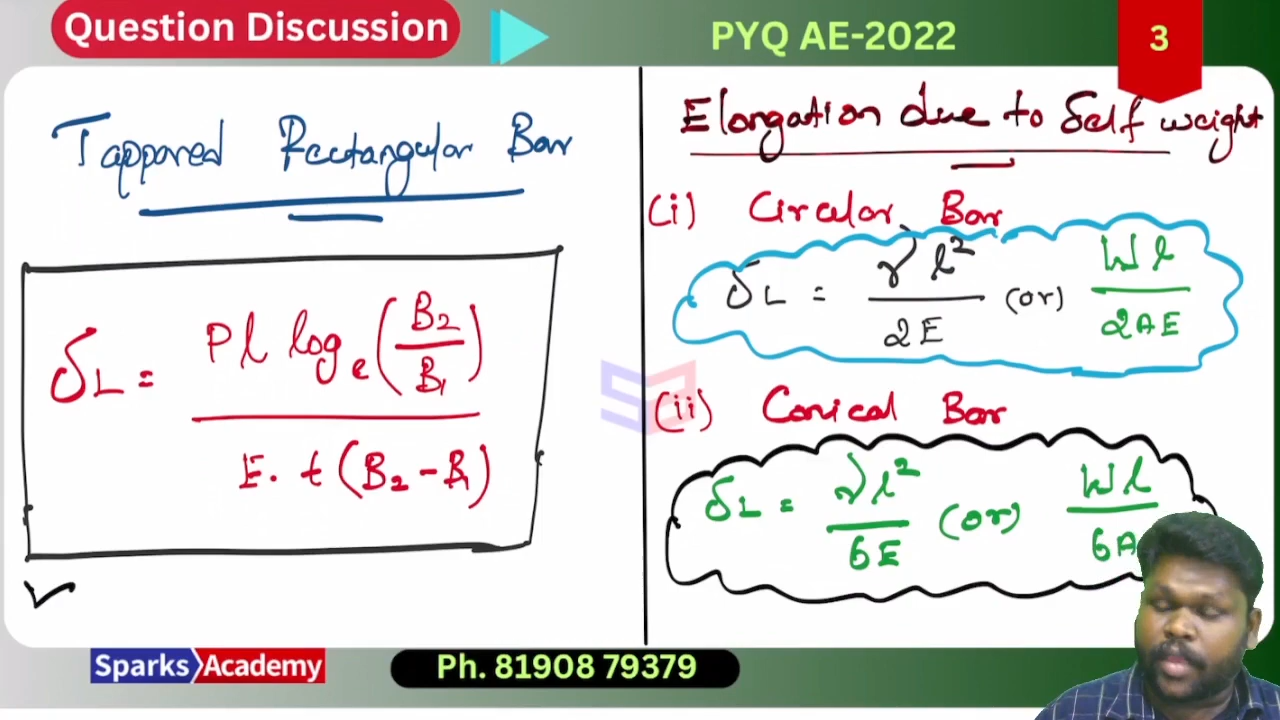 Question Discussion
PYQ AE-2022
3
Tappared Rectangular Bar
δL = Pl log e (B2/B1) / E. t (B2 - B1)
Elongation due to Self weight
(i) Circular Bar
δL = γl²/2E (or) Wl/2AE
(ii) Conical Bar
δL = γl²/6E (or) Wl/6A
Sparks Academy
Ph. 81908 79379